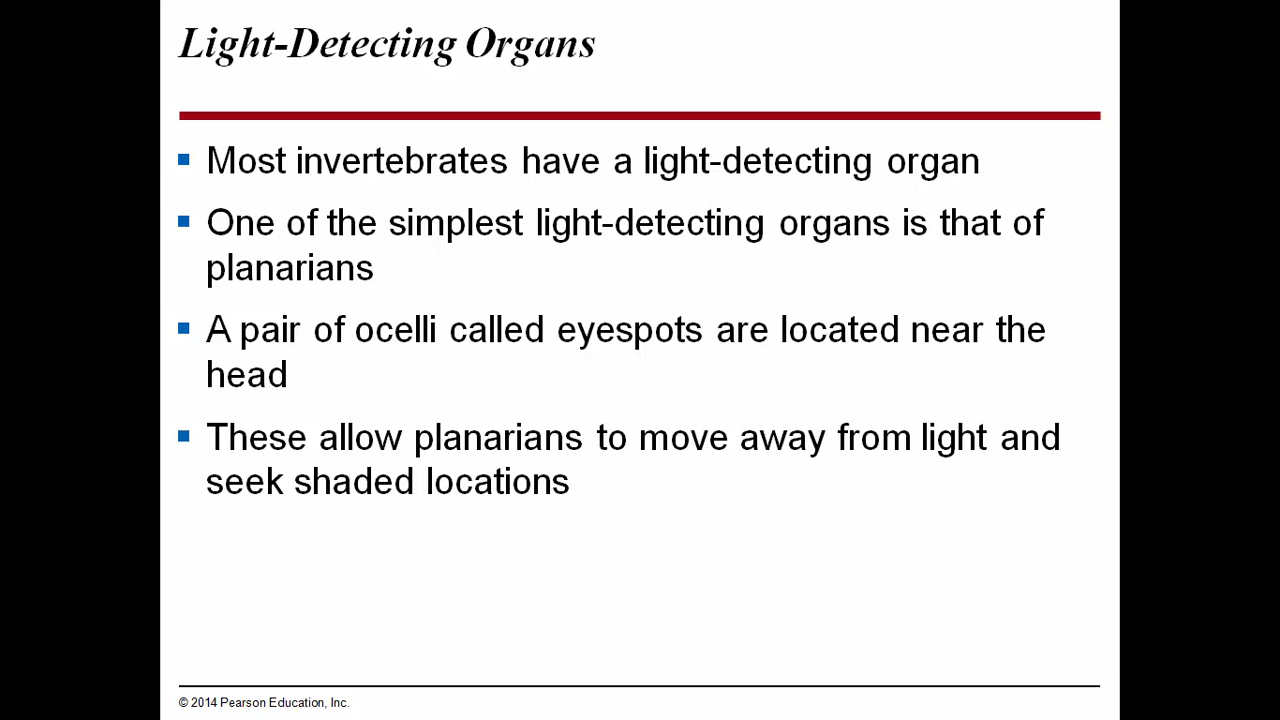 Light-Detecting Organs
Most invertebrates have a light-detecting organ
One of the simplest light-detecting organs is that of
planarians
A pair of ocelli called eyespots are located near the
head
These allow planarians to move away from light and
seek shaded locations
© 2014 Pearson Education, Inc.